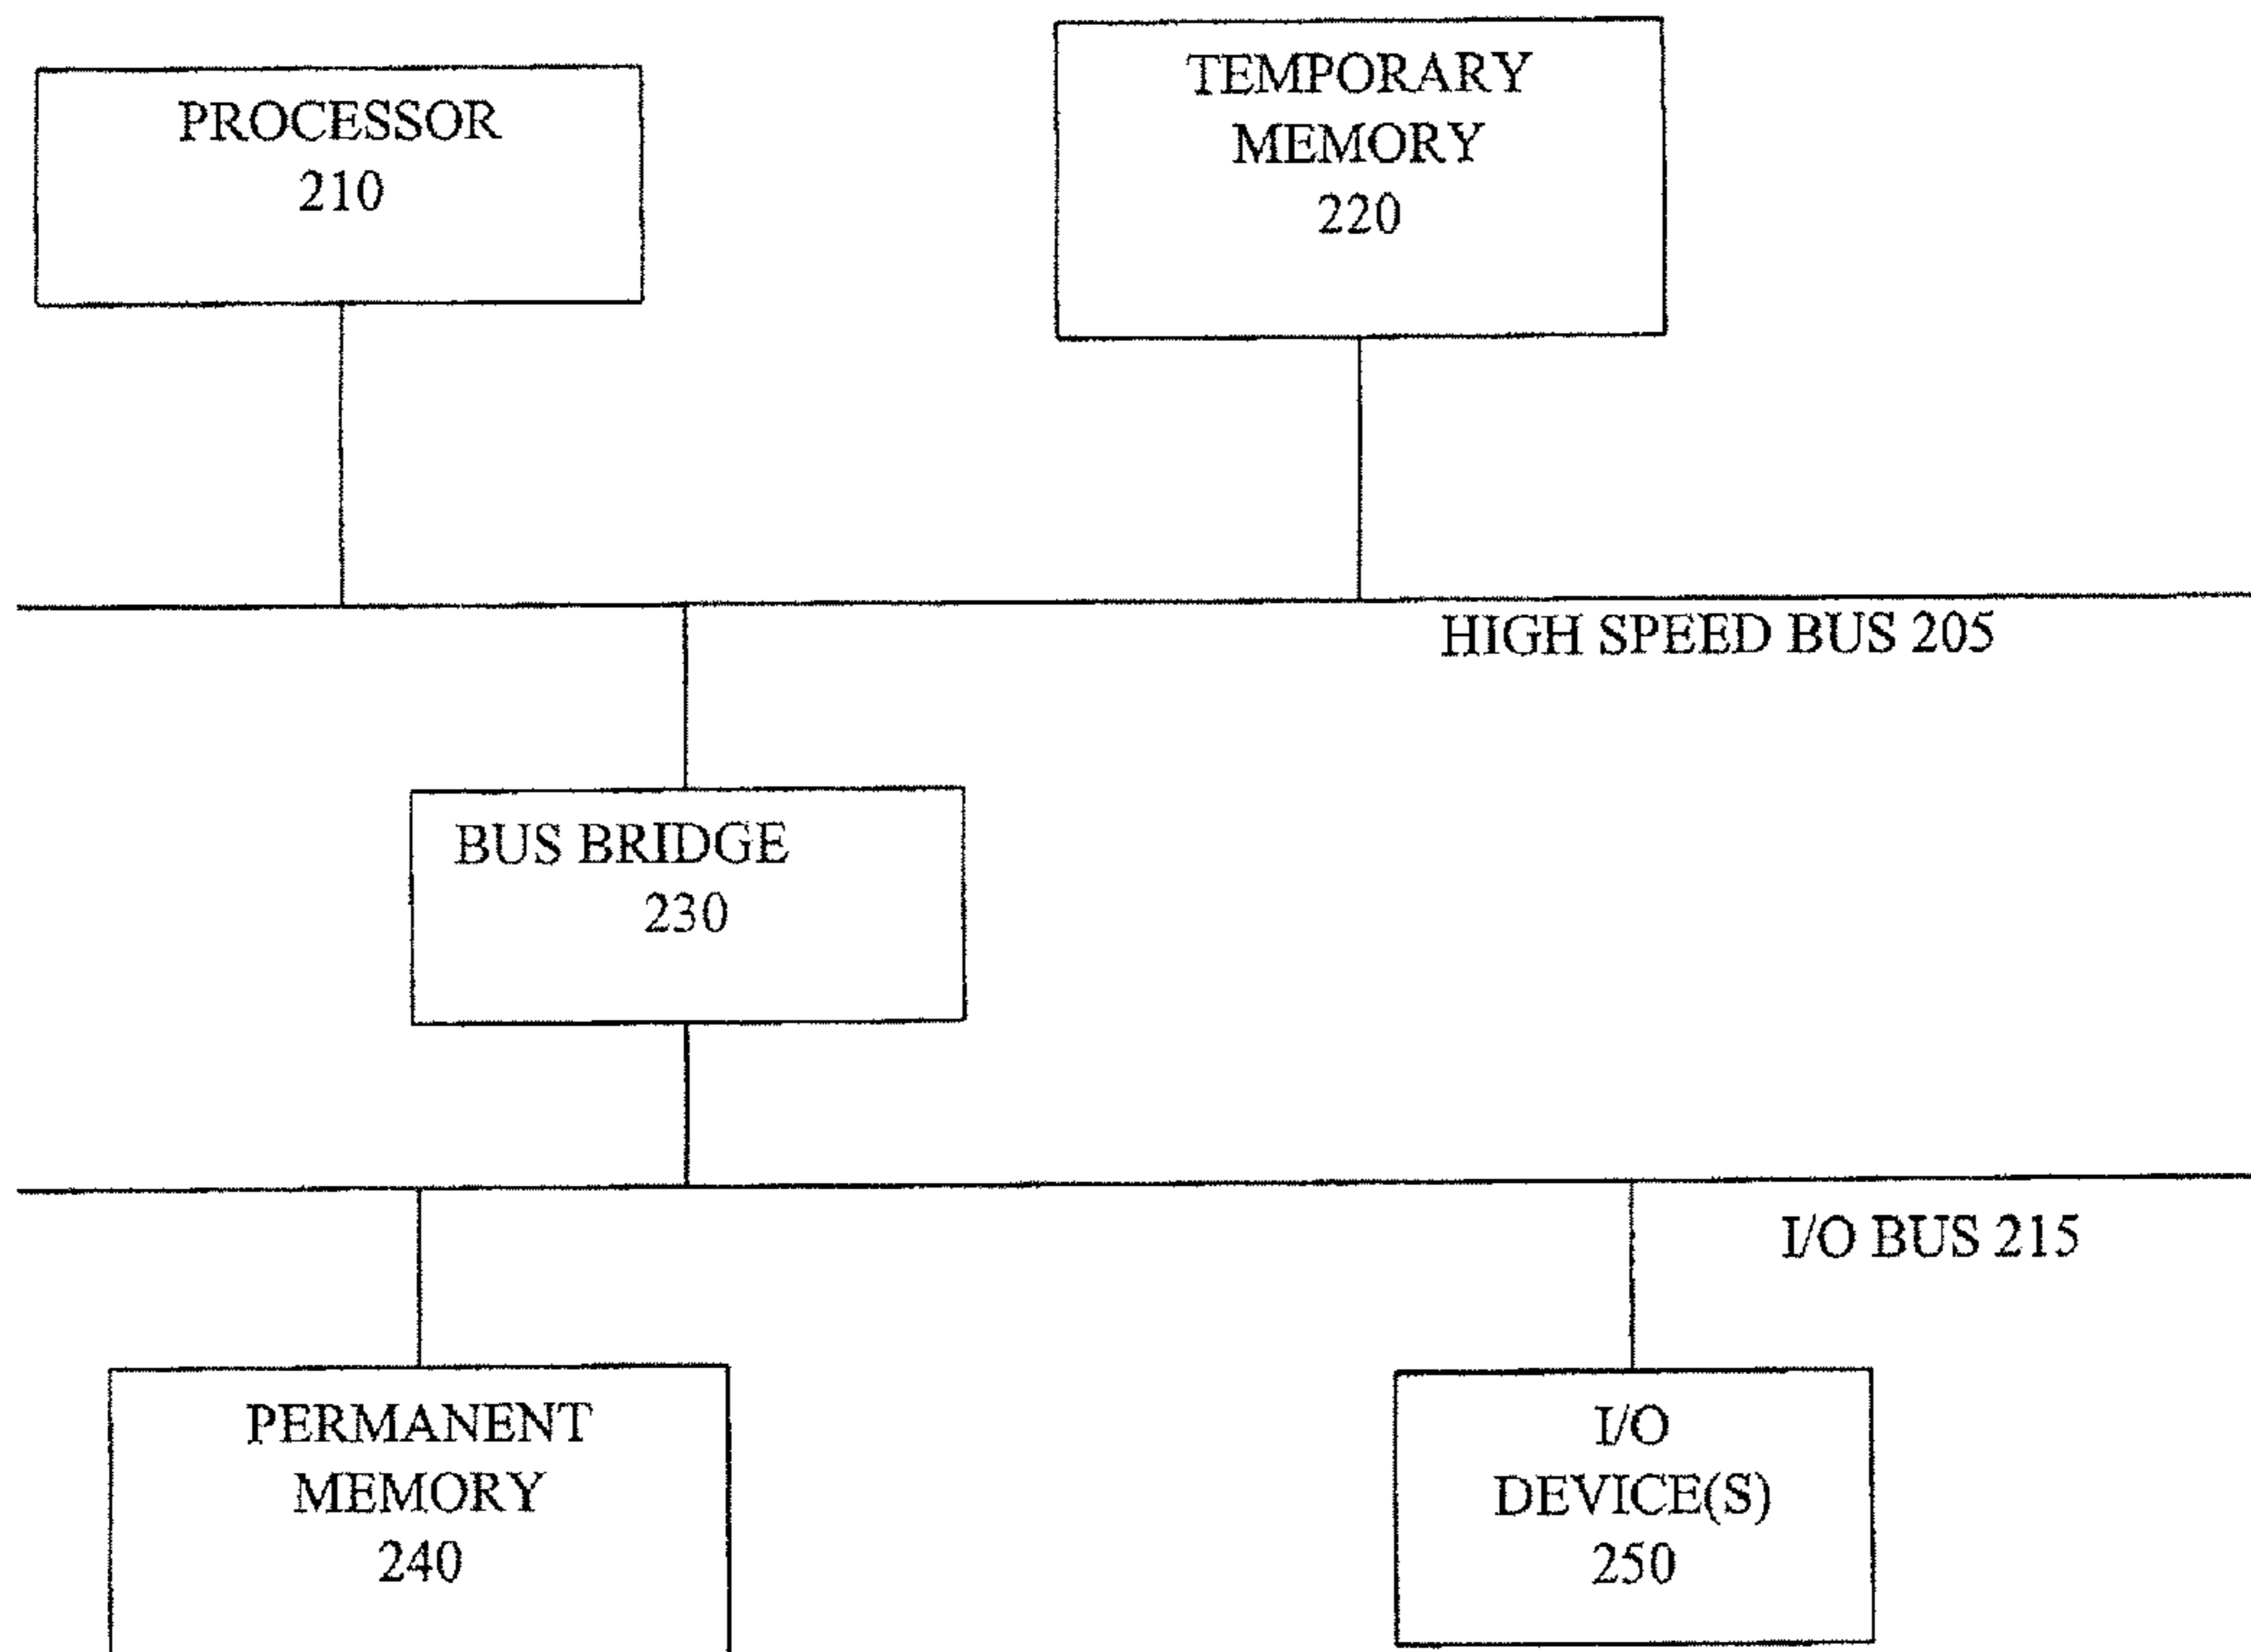 PROCESSOR
210
TEMPORARY
MEMORY
220
HIGH SPEED BUS 205
BUS BRIDGE
230
I/O BUS 215
PERMANENT
MEMORY
240
I/O
DEVICE(S)
250